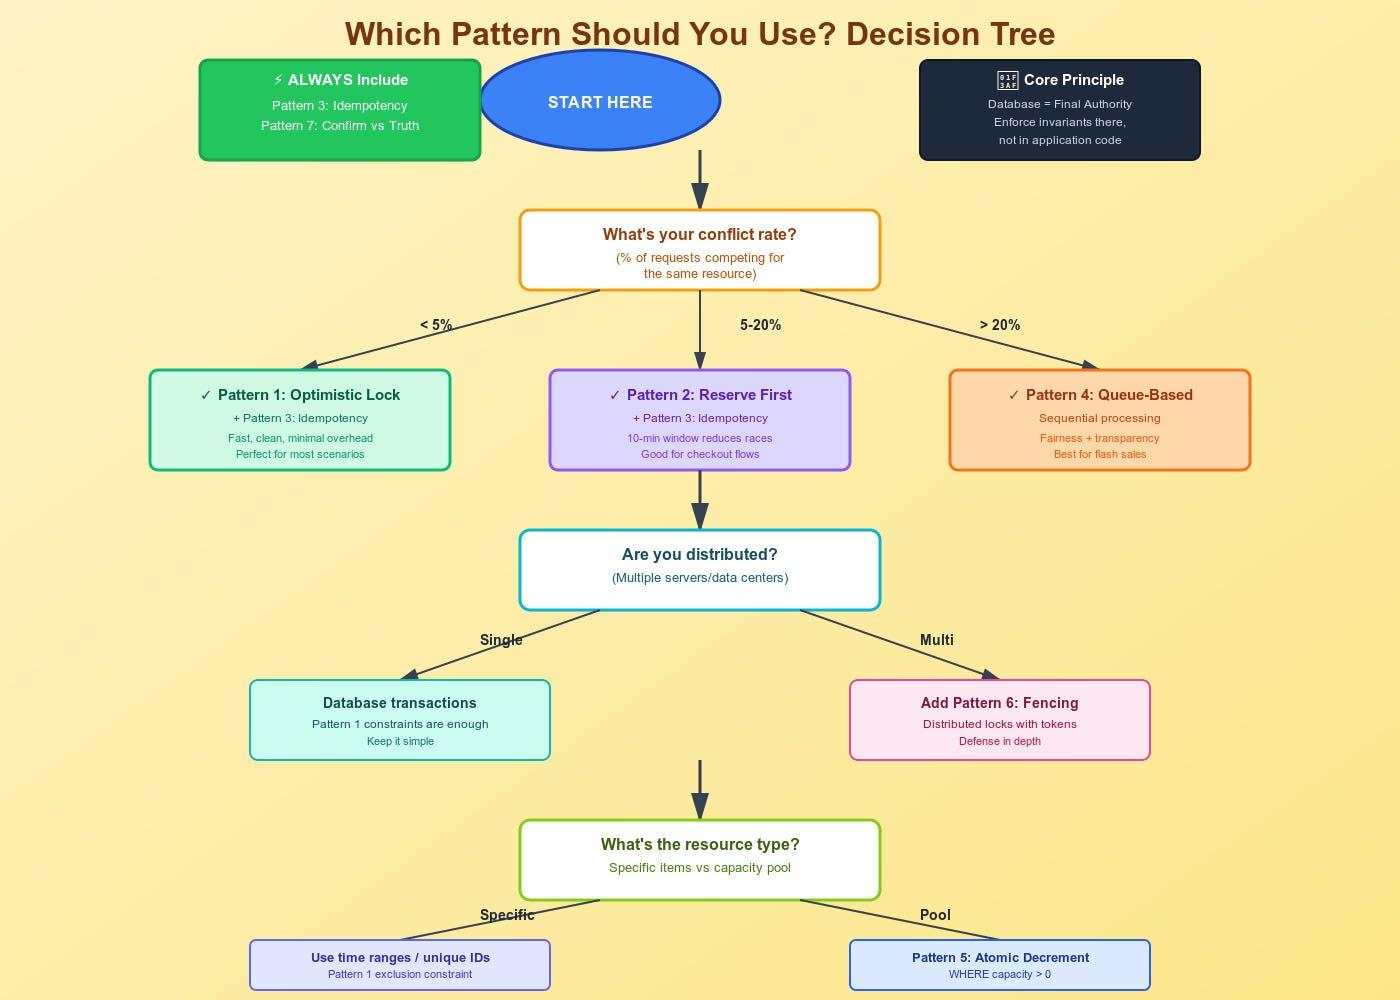 Which Pattern Should You Use? Decision Tree
⚡ ALWAYS Include
Pattern 3: Idempotency
Pattern 7: Confirm vs Truth
START HERE
Core Principle
Database = Final Authority
Enforce invariants there,
not in application code
What's your conflict rate?
(% of requests competing for
the same resource)
< 5%
5-20%
> 20%
✓ Pattern 1: Optimistic Lock
+ Pattern 3: Idempotency
Fast, clean, minimal overhead
Perfect for most scenarios
✓ Pattern 2: Reserve First
+ Pattern 3: Idempotency
10-min window reduces races
Good for checkout flows
✓ Pattern 4: Queue-Based
Sequential processing
Fairness + transparency
Best for flash sales
Are you distributed?
(Multiple servers/data centers)
Single
Multi
Database transactions
Pattern 1 constraints are enough
Keep it simple
Add Pattern 6: Fencing
Distributed locks with tokens
Defense in depth
What's the resource type?
Specific items vs capacity pool
Specific
Pool
Use time ranges / unique IDs
Pattern 1 exclusion constraint
Pattern 5: Atomic Decrement
WHERE capacity > 0